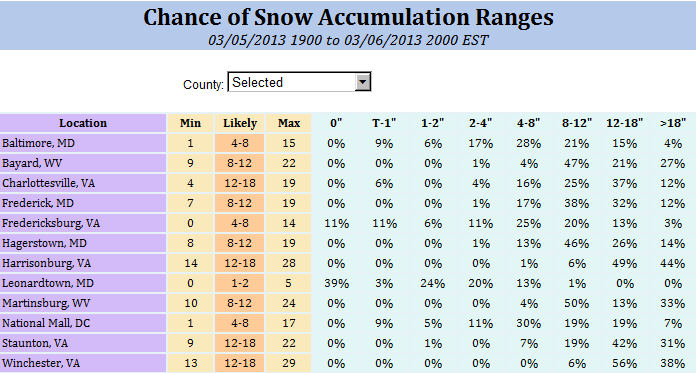 Chance of Snow Accumulation Ranges
03/05/2013 1900 to 03/06/2013 2000 EST
County: Selected
Location Min Likely Max 0" T-1" 1-2" 2-4" 4-8" 8-12" 12-18" >18"
Baltimore, MD 1 4-8 15 0% 9% 6% 17% 28% 21% 15% 4%
Bayard, WV 9 8-12 22 0% 0% 0% 1% 4% 47% 21% 27%
Charlottesville, VA 4 12-18 19 0% 6% 0% 4% 16% 25% 37% 12%
Frederick, MD 7 8-12 19 0% 0% 0% 1% 17% 38% 32% 12%
Fredericksburg, VA 0 4-8 14 11% 11% 6% 11% 25% 20% 13% 3%
Hagerstown, MD 8 8-12 19 0% 0% 0% 1% 13% 46% 26% 14%
Harrisonburg, VA 14 12-18 28 0% 0% 0% 0% 1% 6% 49% 44%
Leonardtown, MD 0 1-2 5 39% 3% 24% 20% 13% 1% 0% 0%
Martinsburg, WV 10 8-12 24 0% 0% 0% 0% 4% 50% 13% 33%
National Mall, DC 1 4-8 17 0% 9% 5% 11% 30% 19% 19% 7%
Staunton, VA 9 12-18 22 0% 0% 1% 0% 7% 19% 42% 31%
Winchester, VA 13 12-18 29 0% 0% 0% 0% 1% 6% 56% 38%